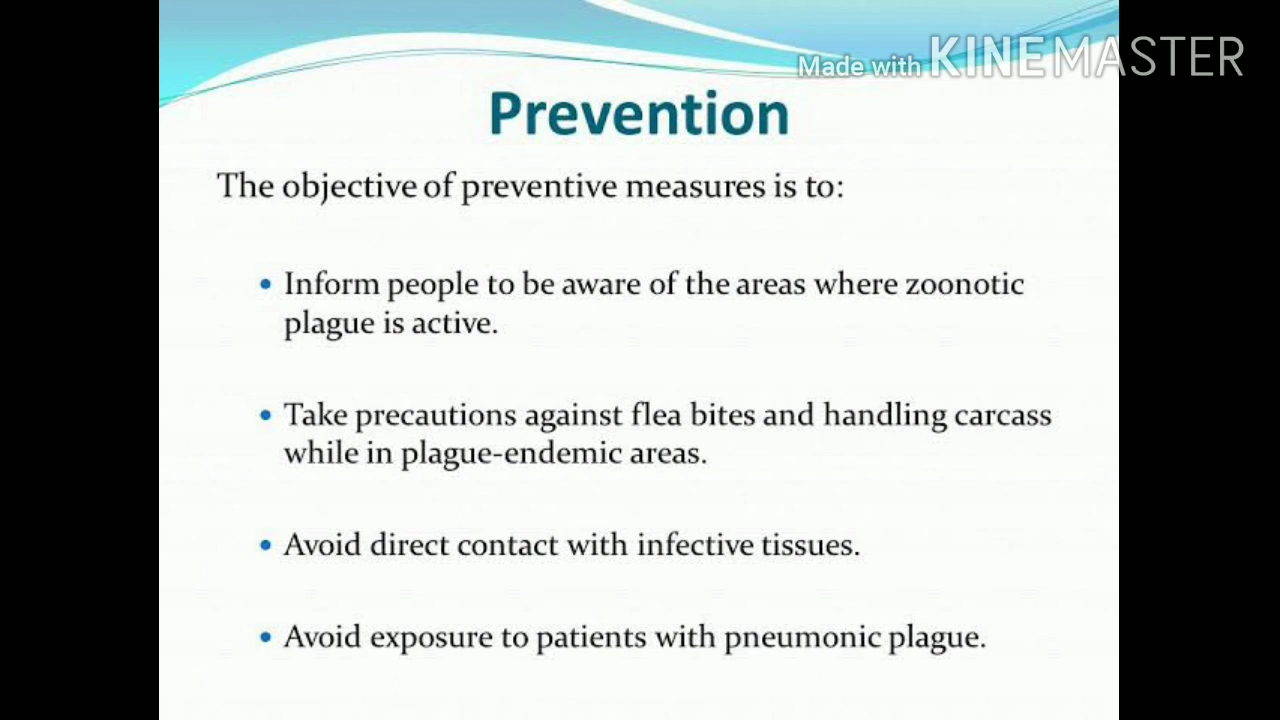 Made with KINEMASTER
Prevention
The objective of preventive measures is to:
• Inform people to be aware of the areas where zoonotic
plague is active.
• Take precautions against flea bites and handling carcass
while in plague-endemic areas.
• Avoid direct contact with infective tissues.
• Avoid exposure to patients with pneumonic plague.